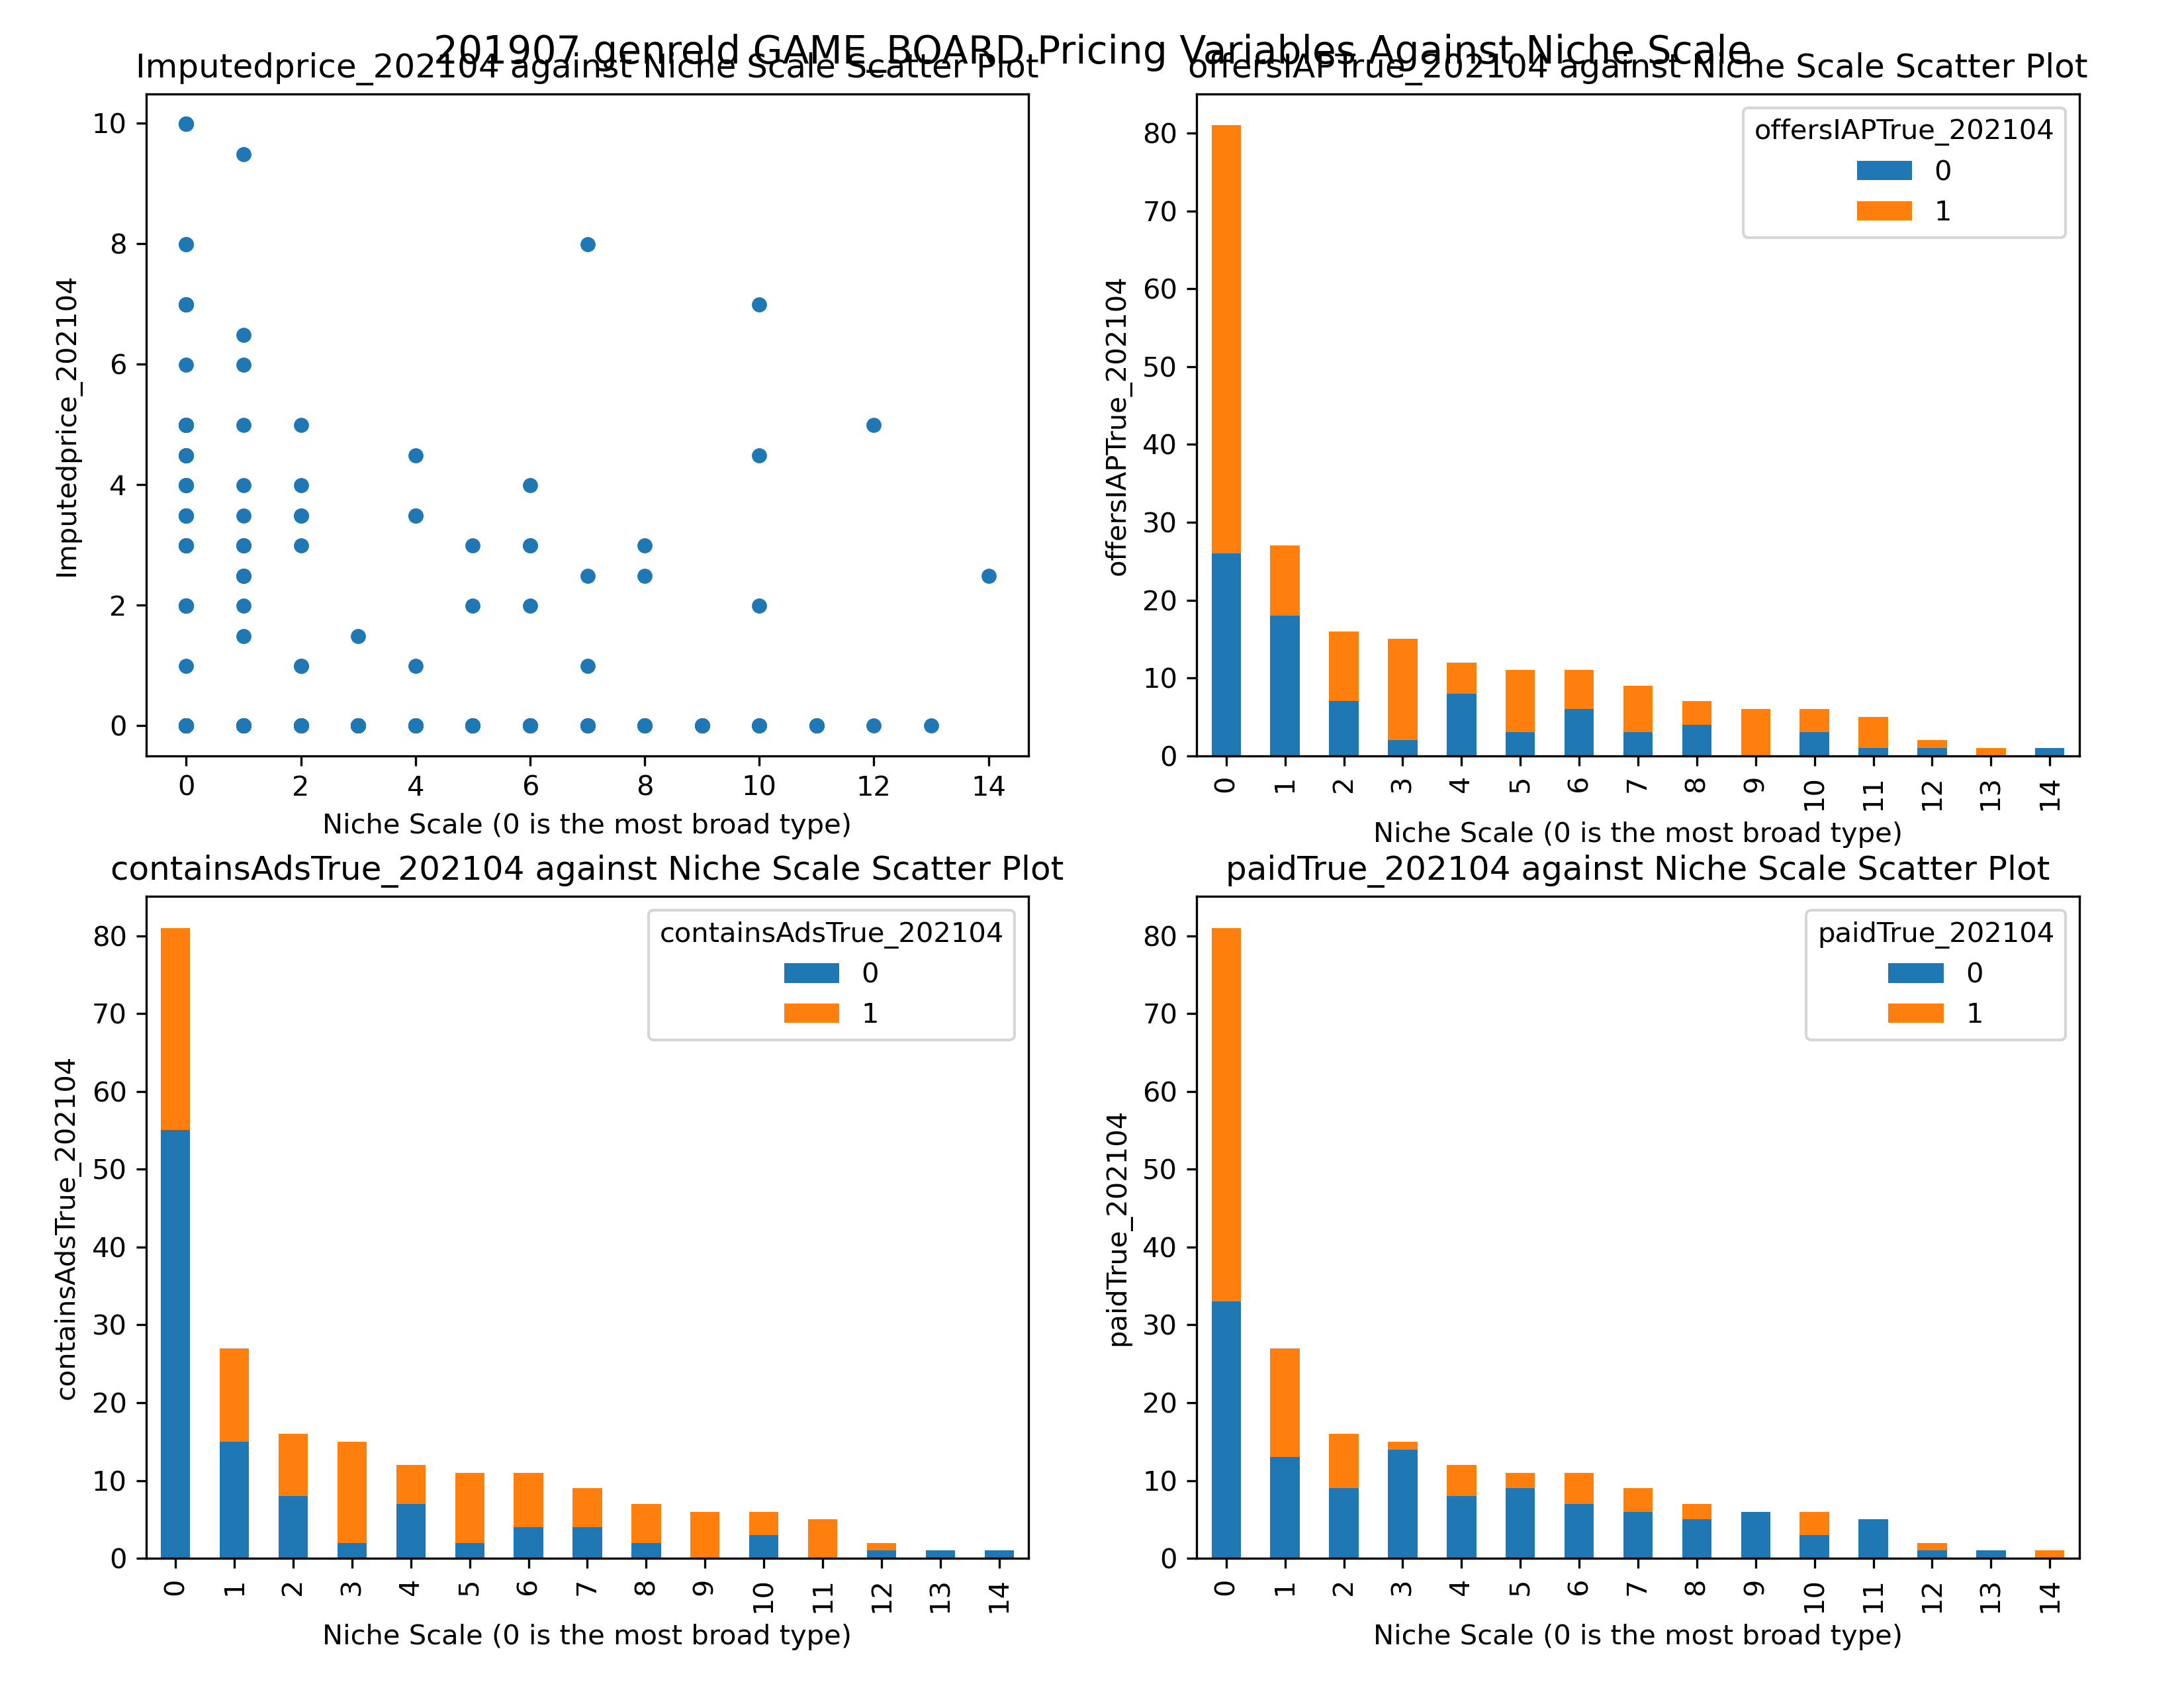 201907 genreId GAME_BOARD Pricing Variables Against Niche Scale
Imputedprice_202104 against Niche Scale Scatter Plot
Imputedprice_202104
10
8
6
4
2
0
0 2 4 6 8 10 12 14
Niche Scale (0 is the most broad type)
offersIAPTrue_202104 against Niche Scale Scatter Plot
offersIAPTrue_202104
80
70
60
50
40
30
20
10
0
offersIAPTrue_202104
0
1
0 1 2 3 4 5 6 7 8 9 10 11 12 13 14
Niche Scale (0 is the most broad type)
containsAdsTrue_202104 against Niche Scale Scatter Plot
containsAdsTrue_202104
80
70
60
50
40
30
20
10
0
containsAdsTrue_202104
0
1
0 1 2 3 4 5 6 7 8 9 10 11 12 13 14
Niche Scale (0 is the most broad type)
paidTrue_202104 against Niche Scale Scatter Plot
paidTrue_202104
80
70
60
50
40
30
20
10
0
paidTrue_202104
0
1
0 1 2 3 4 5 6 7 8 9 10 11 12 13 14
Niche Scale (0 is the most broad type)